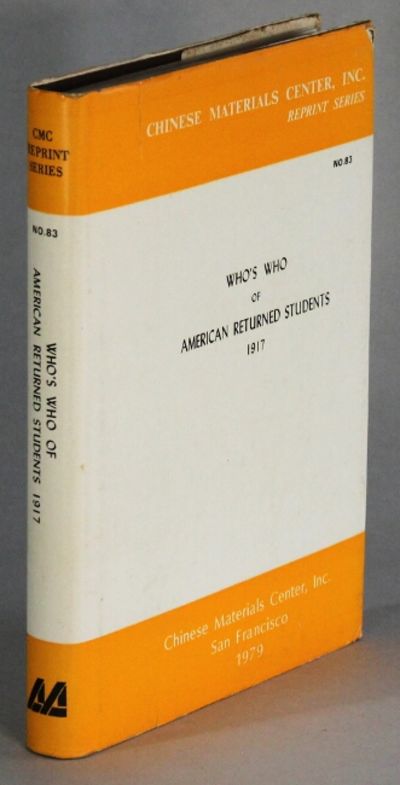 CMC
REPRINT
SERIES
NO.83
WHO'S WHO OF
AMERICAN RETURNED STUDENTS 1917
CHINESE MATERIALS CENTER, INC.
REPRINT SERIES
NO.83
WHO'S WHO
OF
AMERICAN RETURNED STUDENTS
1917
Chinese Materials Center, Inc.
San Francisco
1979